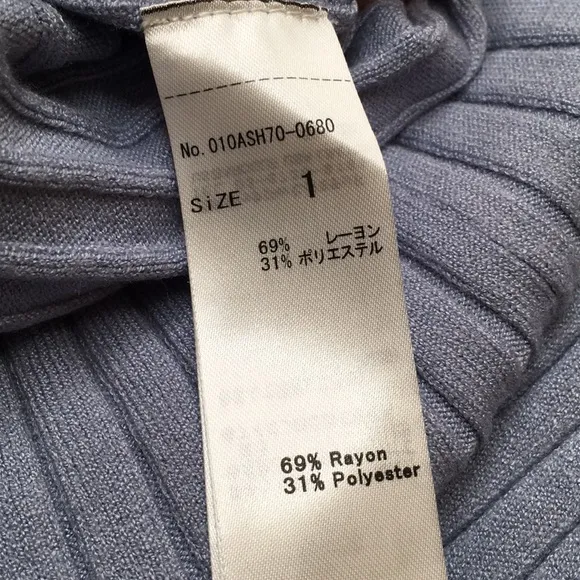 No. 010ASH70-0680
SiZE 1
69% レーヨン
31% ポリエステル
69% Rayon
31% Polyester